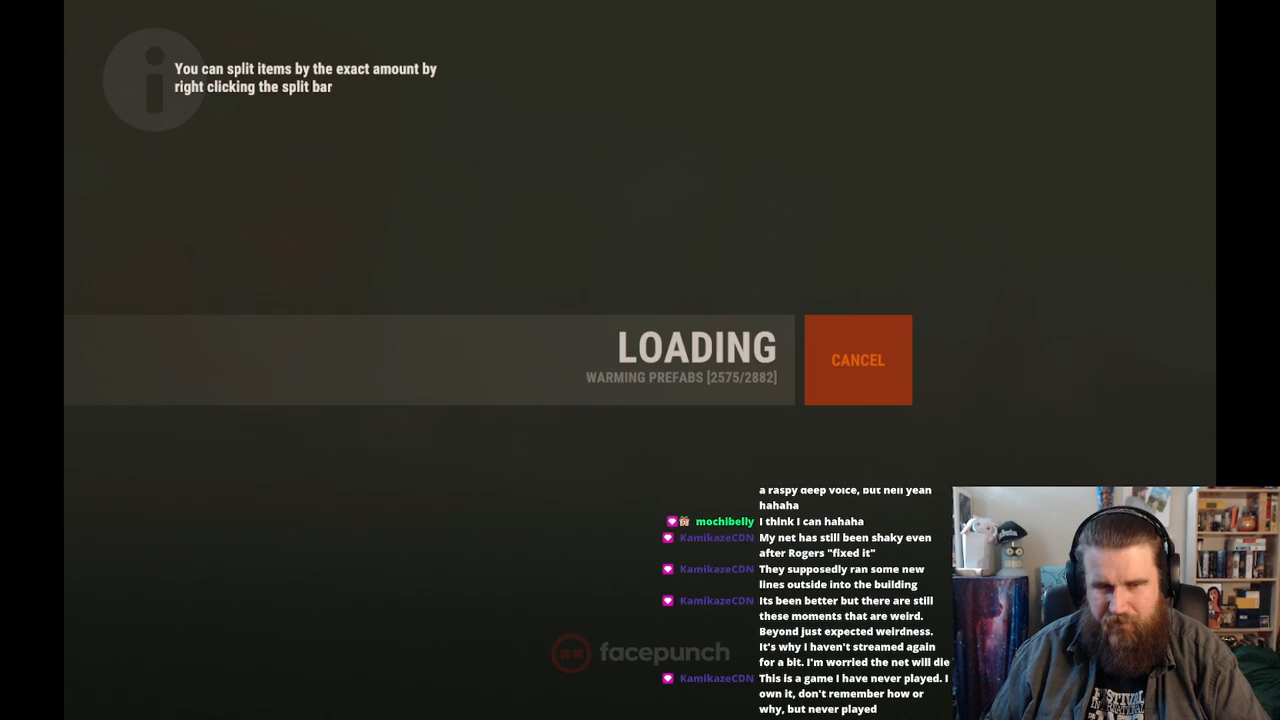 You can split items by the exact amount by
right clicking the split bar
LOADING
WARMING PREFABS [2575/2882]
CANCEL
facepunch
a raspy deep voice, but hell yeah
hahaha
mochibelly I think I can hahaha
KamikazeCDN My net has still been shaky even
after Rogers "fixed it"
KamikazeCDN They supposedly ran some new
lines outside into the building
KamikazeCDN Its been better but there are still
these moments that are weird.
Beyond just expected weirdness.
It's why I haven't streamed again
for a bit. I'm worried the net will die
KamikazeCDN This is a game I have never played. I
own it, don't remember how or
why, but never played